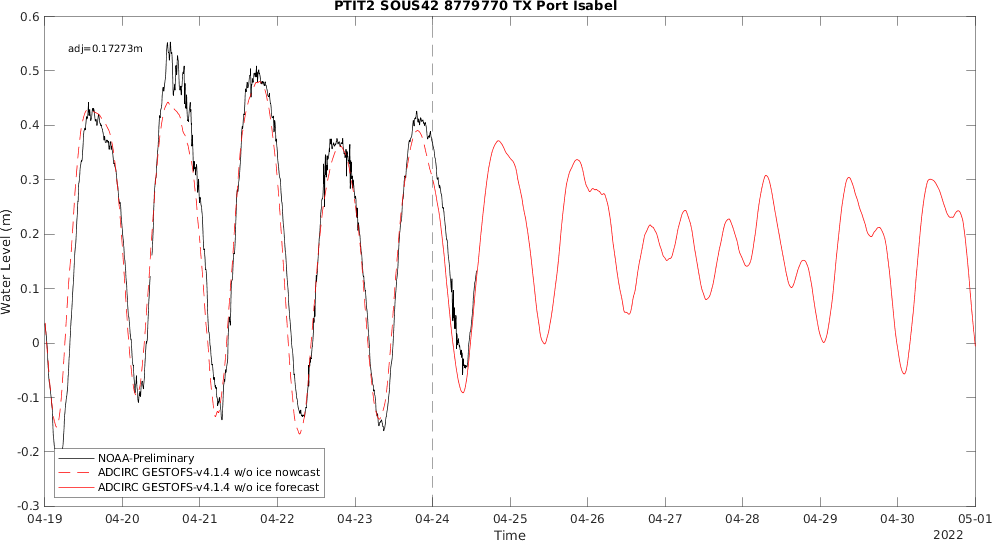 PTIT2 SOUS42 8779770 TX Port Isabel
adj=0.17273m
Water Level (m)
0.6
0.5
0.4
0.3
0.2
0.1
0
-0.1
-0.2
-0.3
NOAA-Preliminary
ADCIRC GESTOFS-v4.1.4 w/o ice nowcast
ADCIRC GESTOFS-v4.1.4 w/o ice forecast
04-19 04-20 04-21 04-22 04-23 04-24 04-25 04-26 04-27 04-28 04-29 04-30 05-01
Time
2022